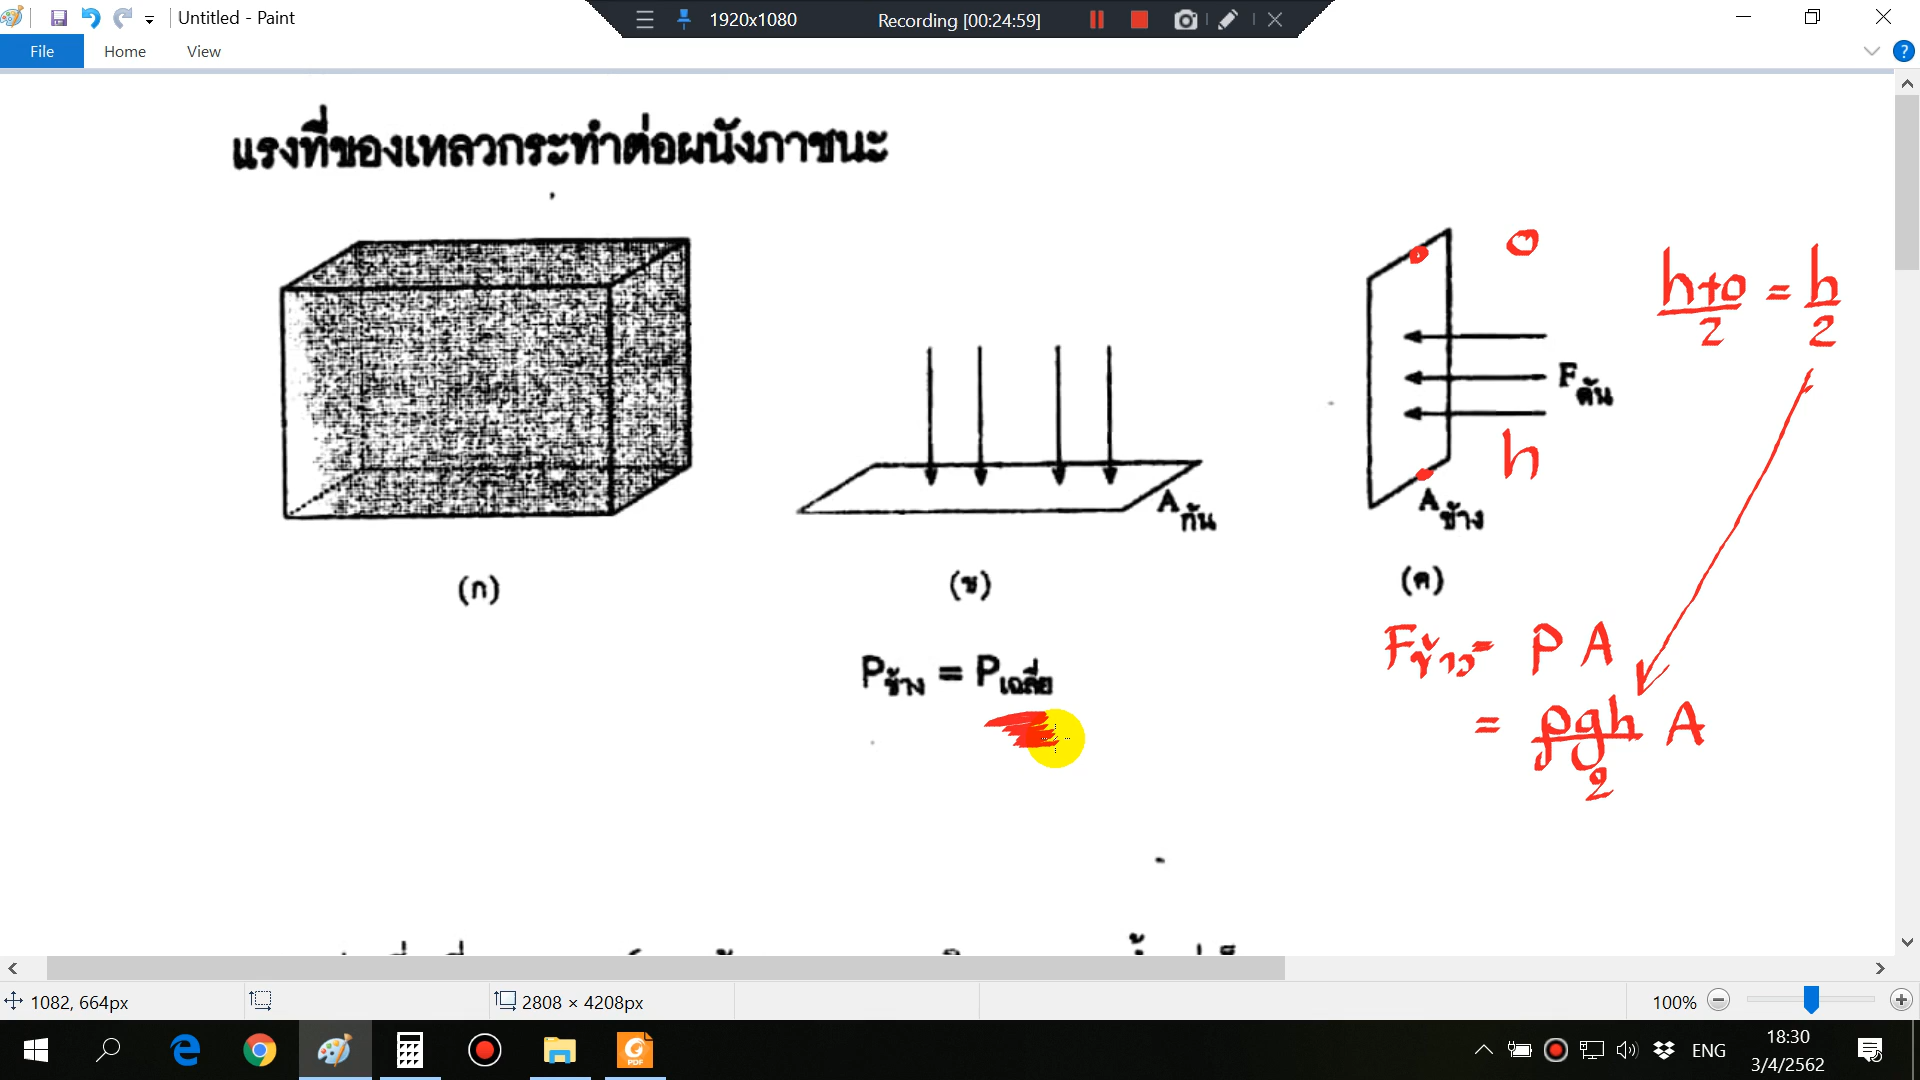 Untitled - Paint
1920x1080
Recording [00:24:59]
File
Home
View
แรงที่ของเหลวกระทำต่อผนังภาชนะ
0
h+0/2 = h/2
F ดัน
h
A ก้น
A ข้าง
(ก)
(ข)
(ค)
F ข้าง = P A
P ข้าง = P เฉลี่ย
= ρgh/2 A
1082, 664px
2808 × 4208px
100%
ENG
18:30
3/4/2562